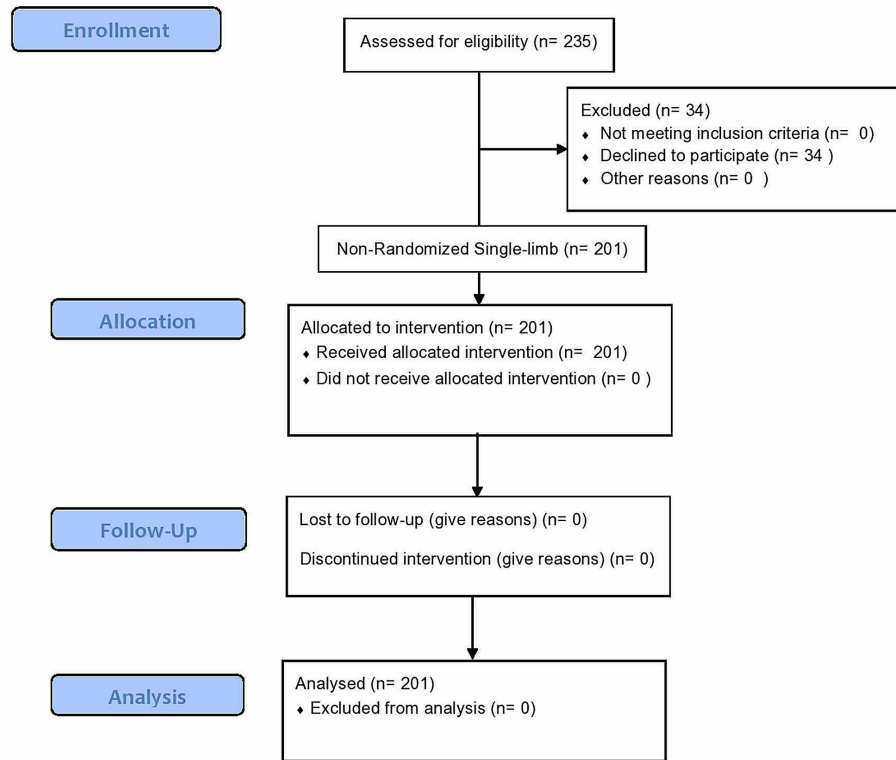 Enrollment
Assessed for eligibility (n= 235)
Excluded (n= 34)
♦ Not meeting inclusion criteria (n= 0)
♦ Declined to participate (n= 34 )
♦ Other reasons (n= 0 )
Non-Randomized Single-limb (n= 201)
Allocation
Allocated to intervention (n= 201)
♦ Received allocated intervention (n= 201)
♦ Did not receive allocated intervention (n= 0 )
Follow-Up
Lost to follow-up (give reasons) (n= 0)
Discontinued intervention (give reasons) (n= 0)
Analysis
Analysed (n= 201)
♦ Excluded from analysis (n= 0)